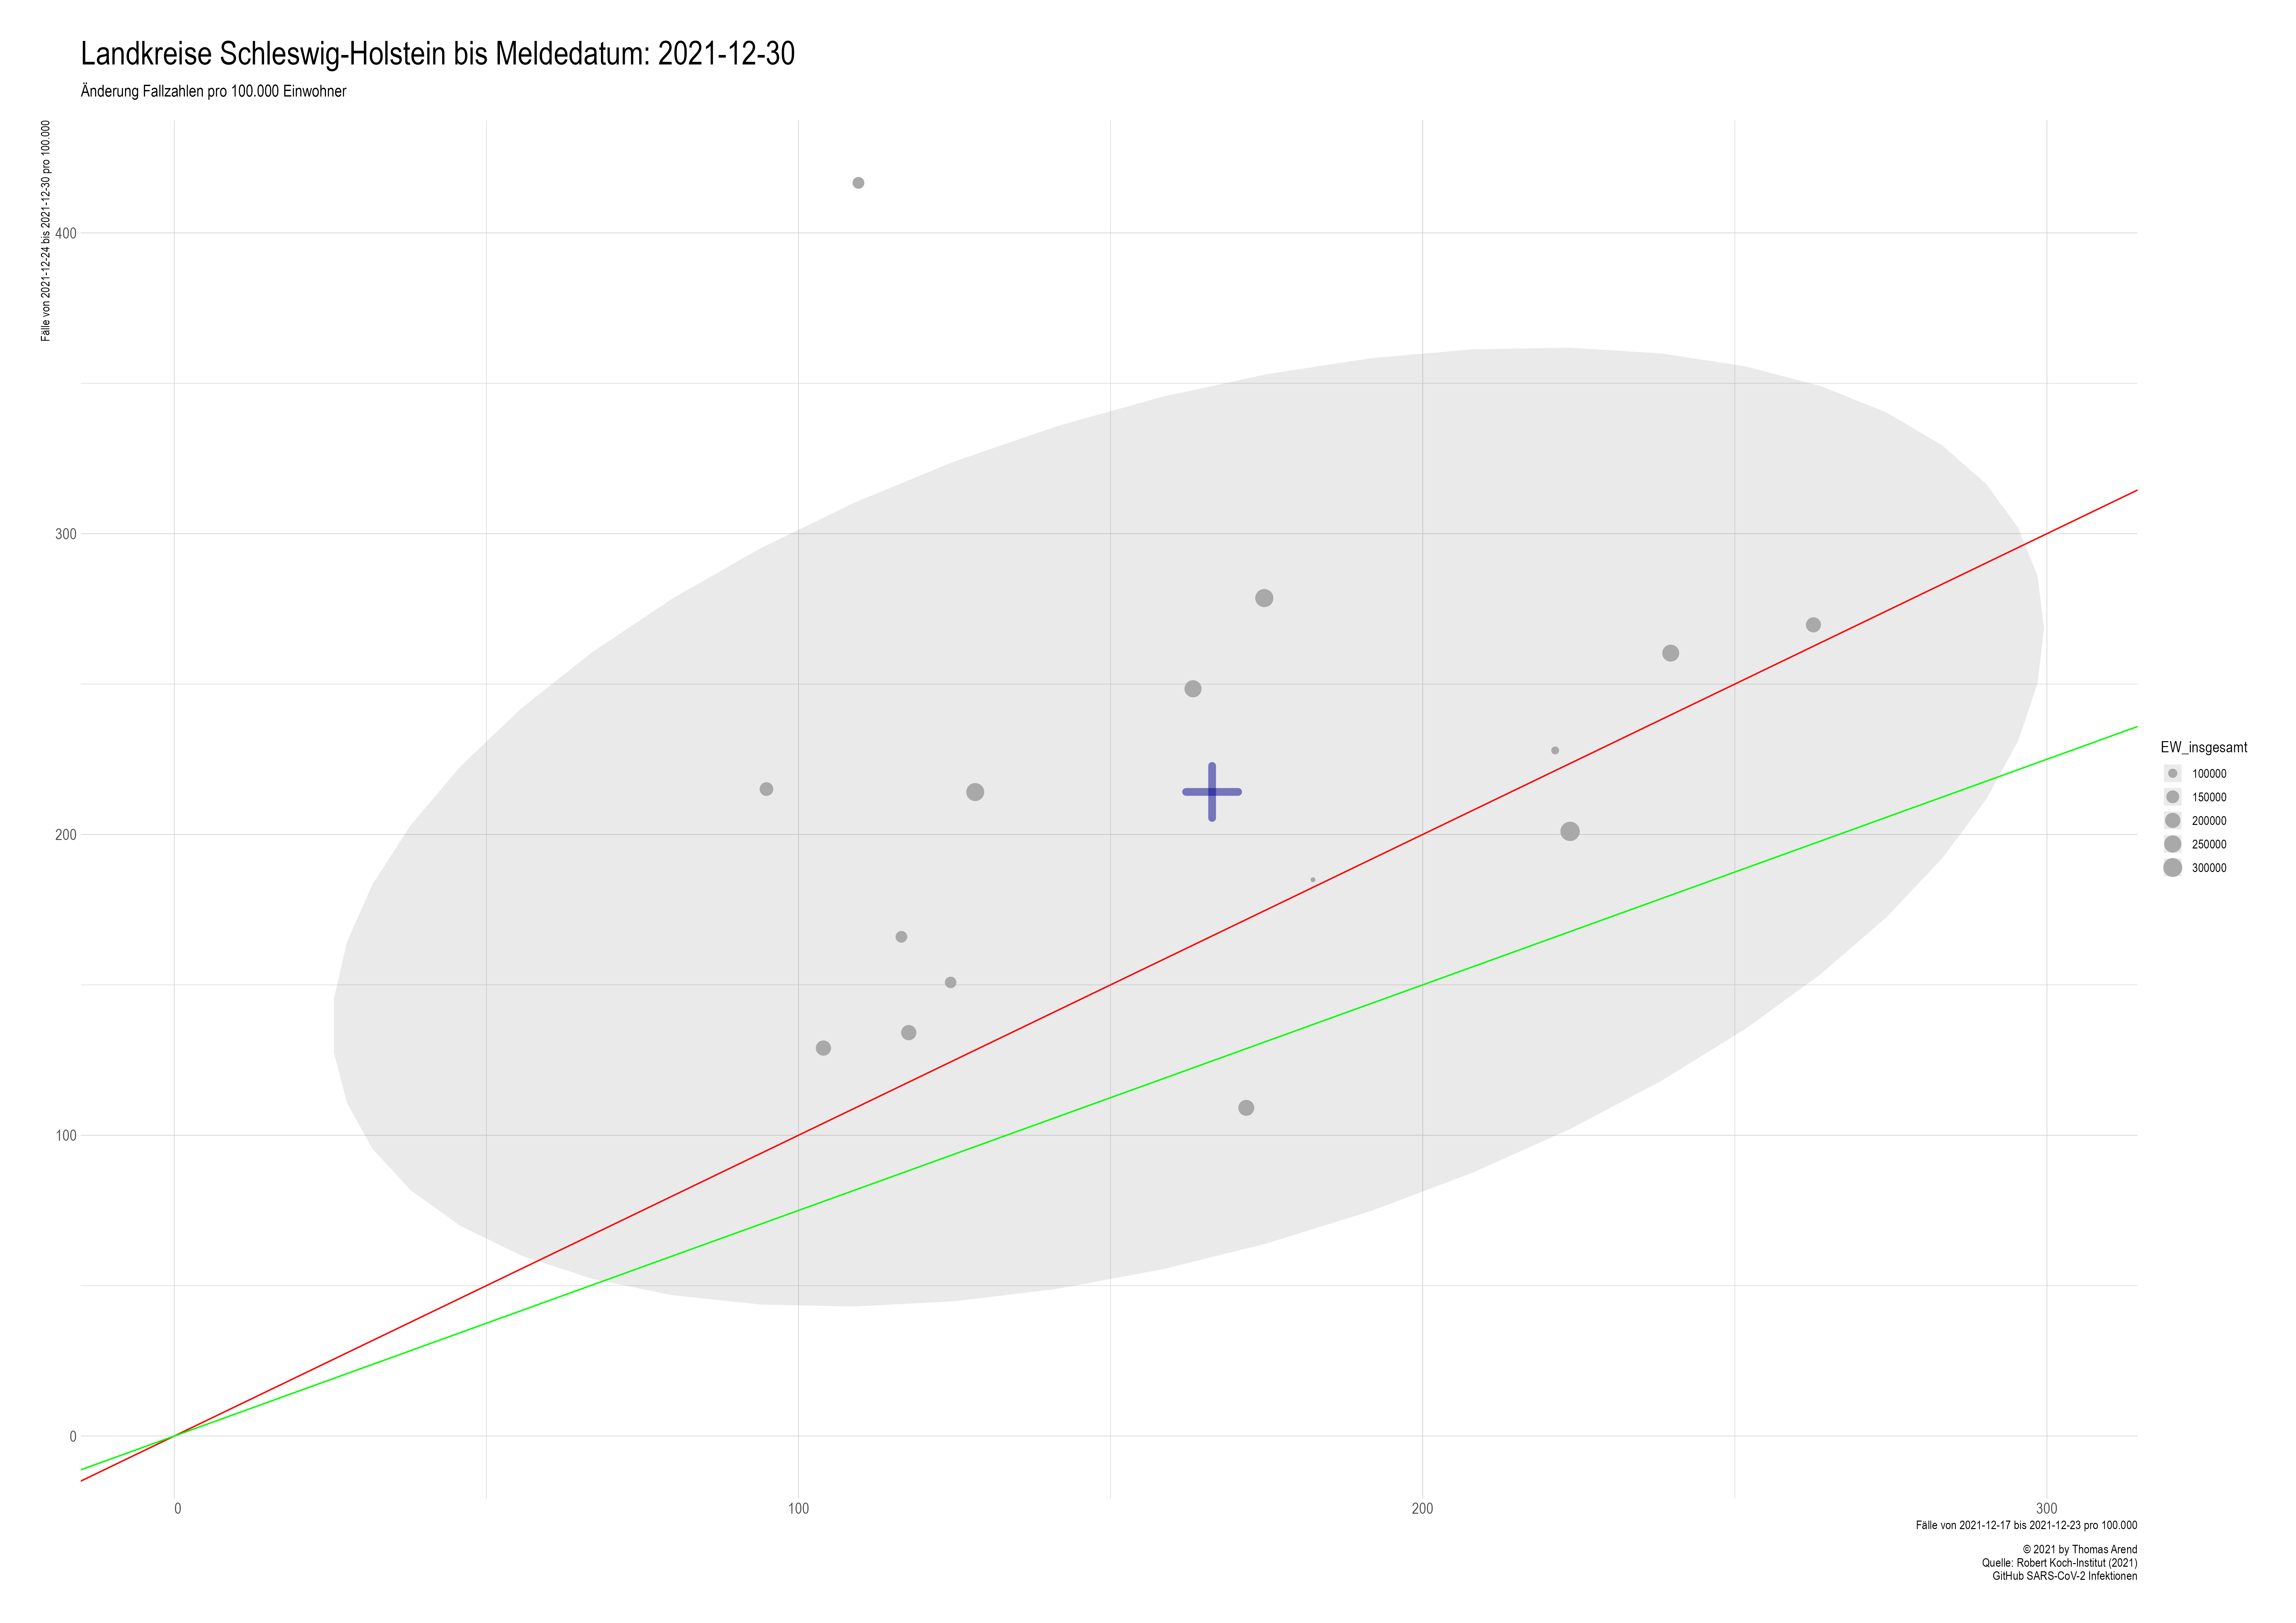 Landkreise Schleswig-Holstein bis Meldedatum: 2021-12-30
Änderung Fallzahlen pro 100.000 Einwohner
Fälle von 2021-12-24 bis 2021-12-30 pro 100.000
400
300
200
100
0
0
100
200
300
Fälle von 2021-12-17 bis 2021-12-23 pro 100.000
EW_insgesamt
100000
150000
200000
250000
300000
© 2021 by Thomas Arend
Quelle: Robert Koch-Institut (2021)
GitHub SARS-CoV-2 Infektionen